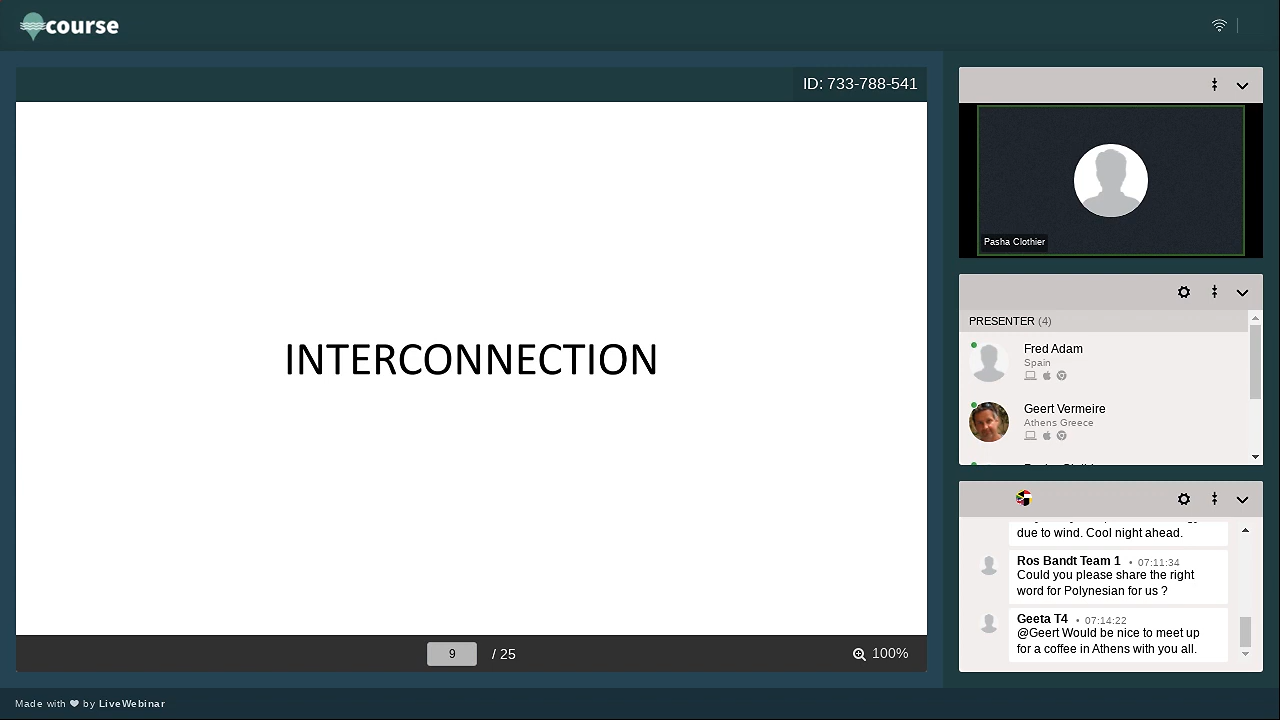 course
ID: 733-788-541
INTERCONNECTION
9 / 25
100%
Made with by LiveWebinar
Pasha Clothier
PRESENTER (4)
Fred Adam
Spain
Geert Vermeire
Athens Greece
due to wind. Cool night ahead.
Ros Bandt Team 1 • 07:11:34
Could you please share the right
word for Polynesian for us ?
Geeta T4 • 07:14:22
@Geert Would be nice to meet up
for a coffee in Athens with you all.